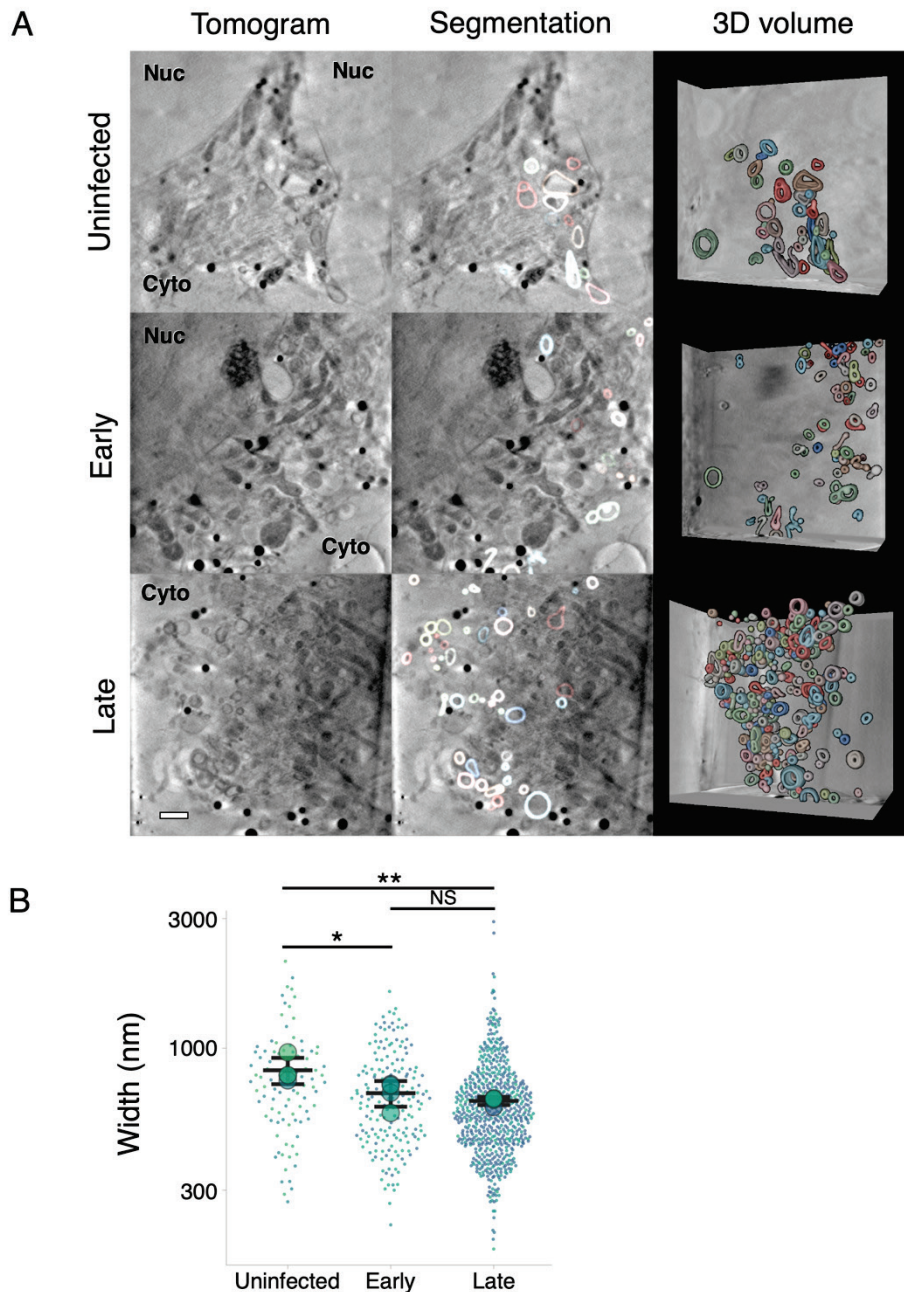 A
Tomogram
Segmentation
3D volume
Uninfected
Nuc
Nuc
Cyto
Early
Nuc
Cyto
Late
Cyto
B
**
NS
*
3000
1000
300
Width (nm)
Uninfected
Early
Late